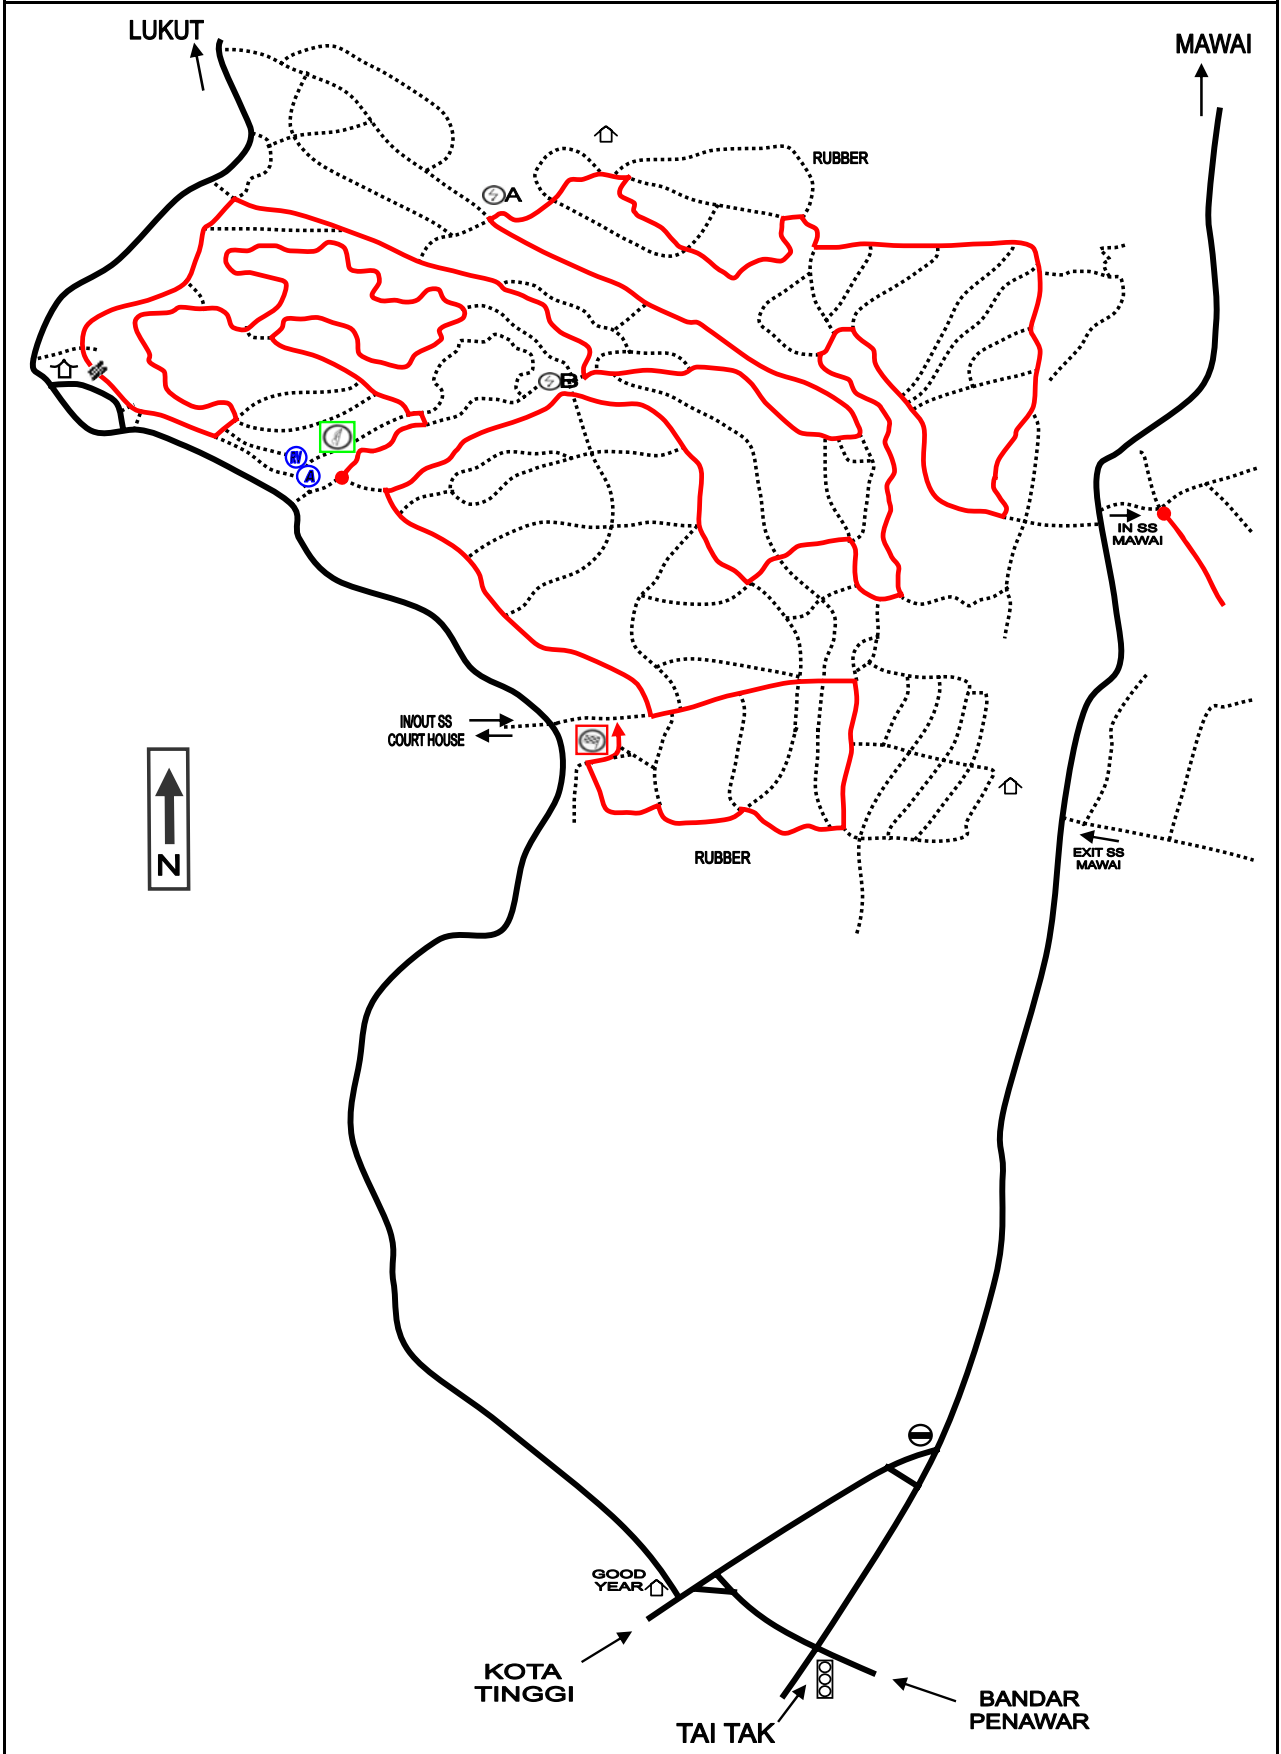 LUKUT
MAWAI
RUBBER
A
B
RV
A
IN SS
MAWAI
IN/OUT SS
COURT HOUSE
N
RUBBER
EXIT SS
MAWAI
GOOD
YEAR
KOTA
TINGGI
BANDAR
PENAWAR
TAI TAK